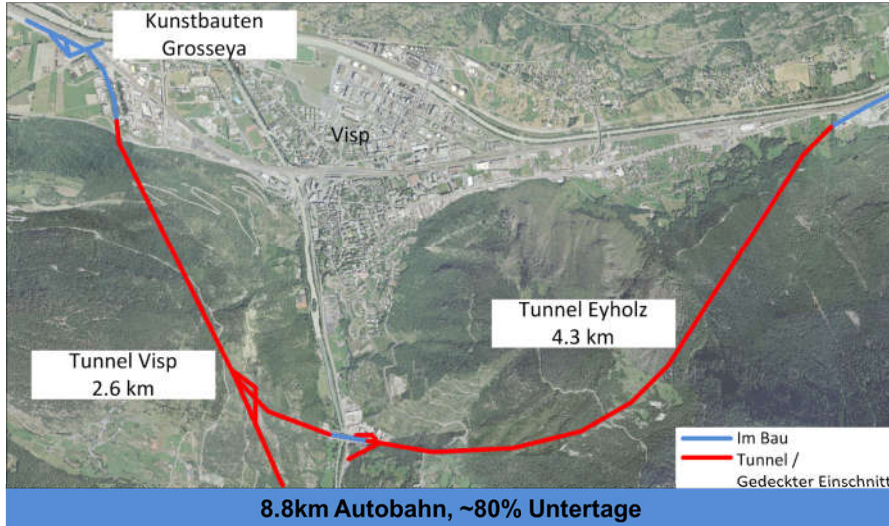 Kunstbauten
Grosseya
Visp
Tunnel Eyholz
4.3 km
Tunnel Visp
2.6 km
Im Bau
Tunnel /
Gedeckter Einschnitt
8.8km Autobahn, ~80% Untertage